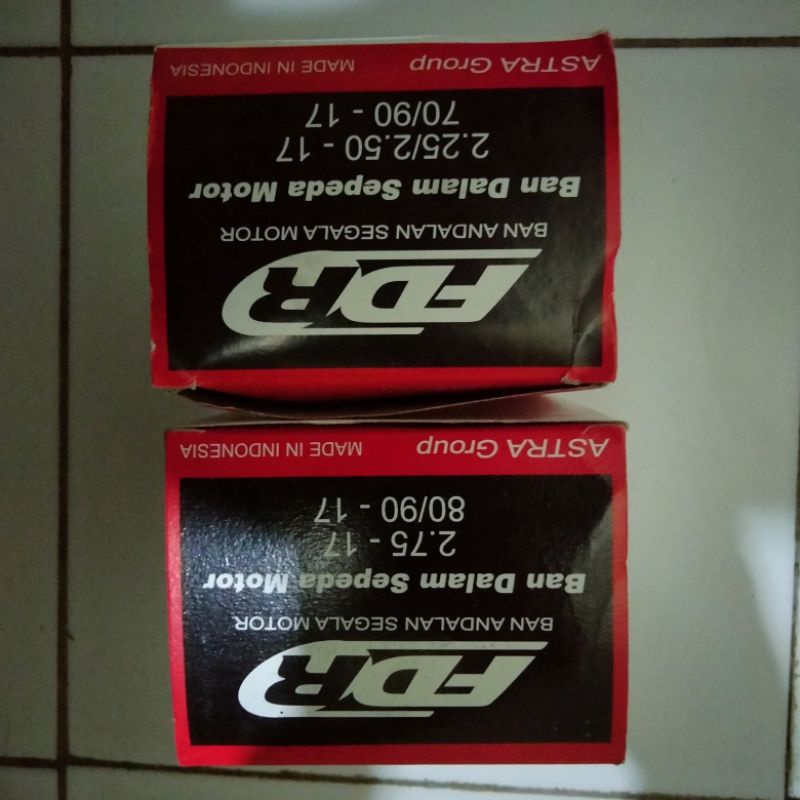 FDR
BAN ANDALAN SEGALA MOTOR
Ban Dalam Sepeda Motor
2.75 - 17
80/90 - 17
ASTRA Group MADE IN INDONESIA
FDR
BAN ANDALAN SEGALA MOTOR
Ban Dalam Sepeda Motor
2.25/2.50 - 17
70/90 - 17
ASTRA Group MADE IN INDONESIA